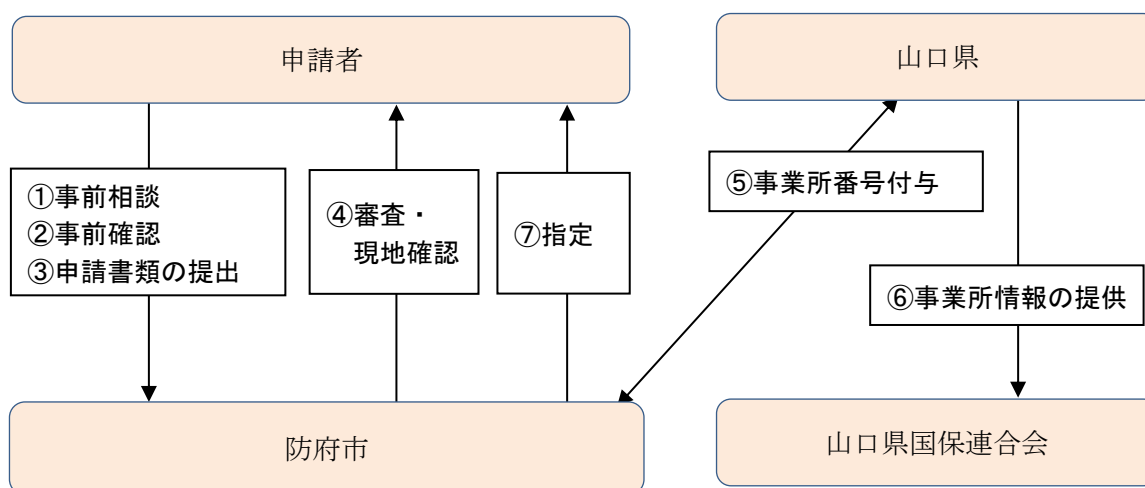 申請者
山口県
①事前相談
②事前確認
③申請書類の提出
④審査・
現地確認
⑦指定
⑤事業所番号付与
⑥事業所情報の提供
防府市
山口県国保連合会